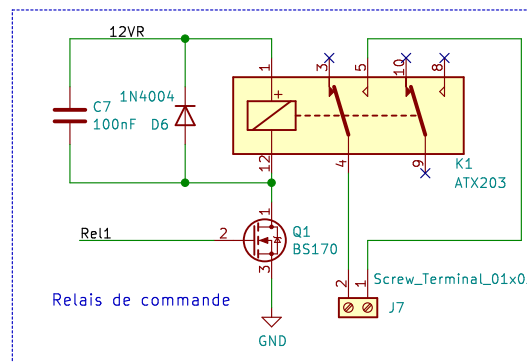 12VR
1
3
5
10
8
C7
100nF
1N4004
D6
+
12
4
9
K1
ATX203
Rel1
2
1
Q1
BS170
3
Relais de commande
GND
Screw_Terminal_01x0
2
1
J7